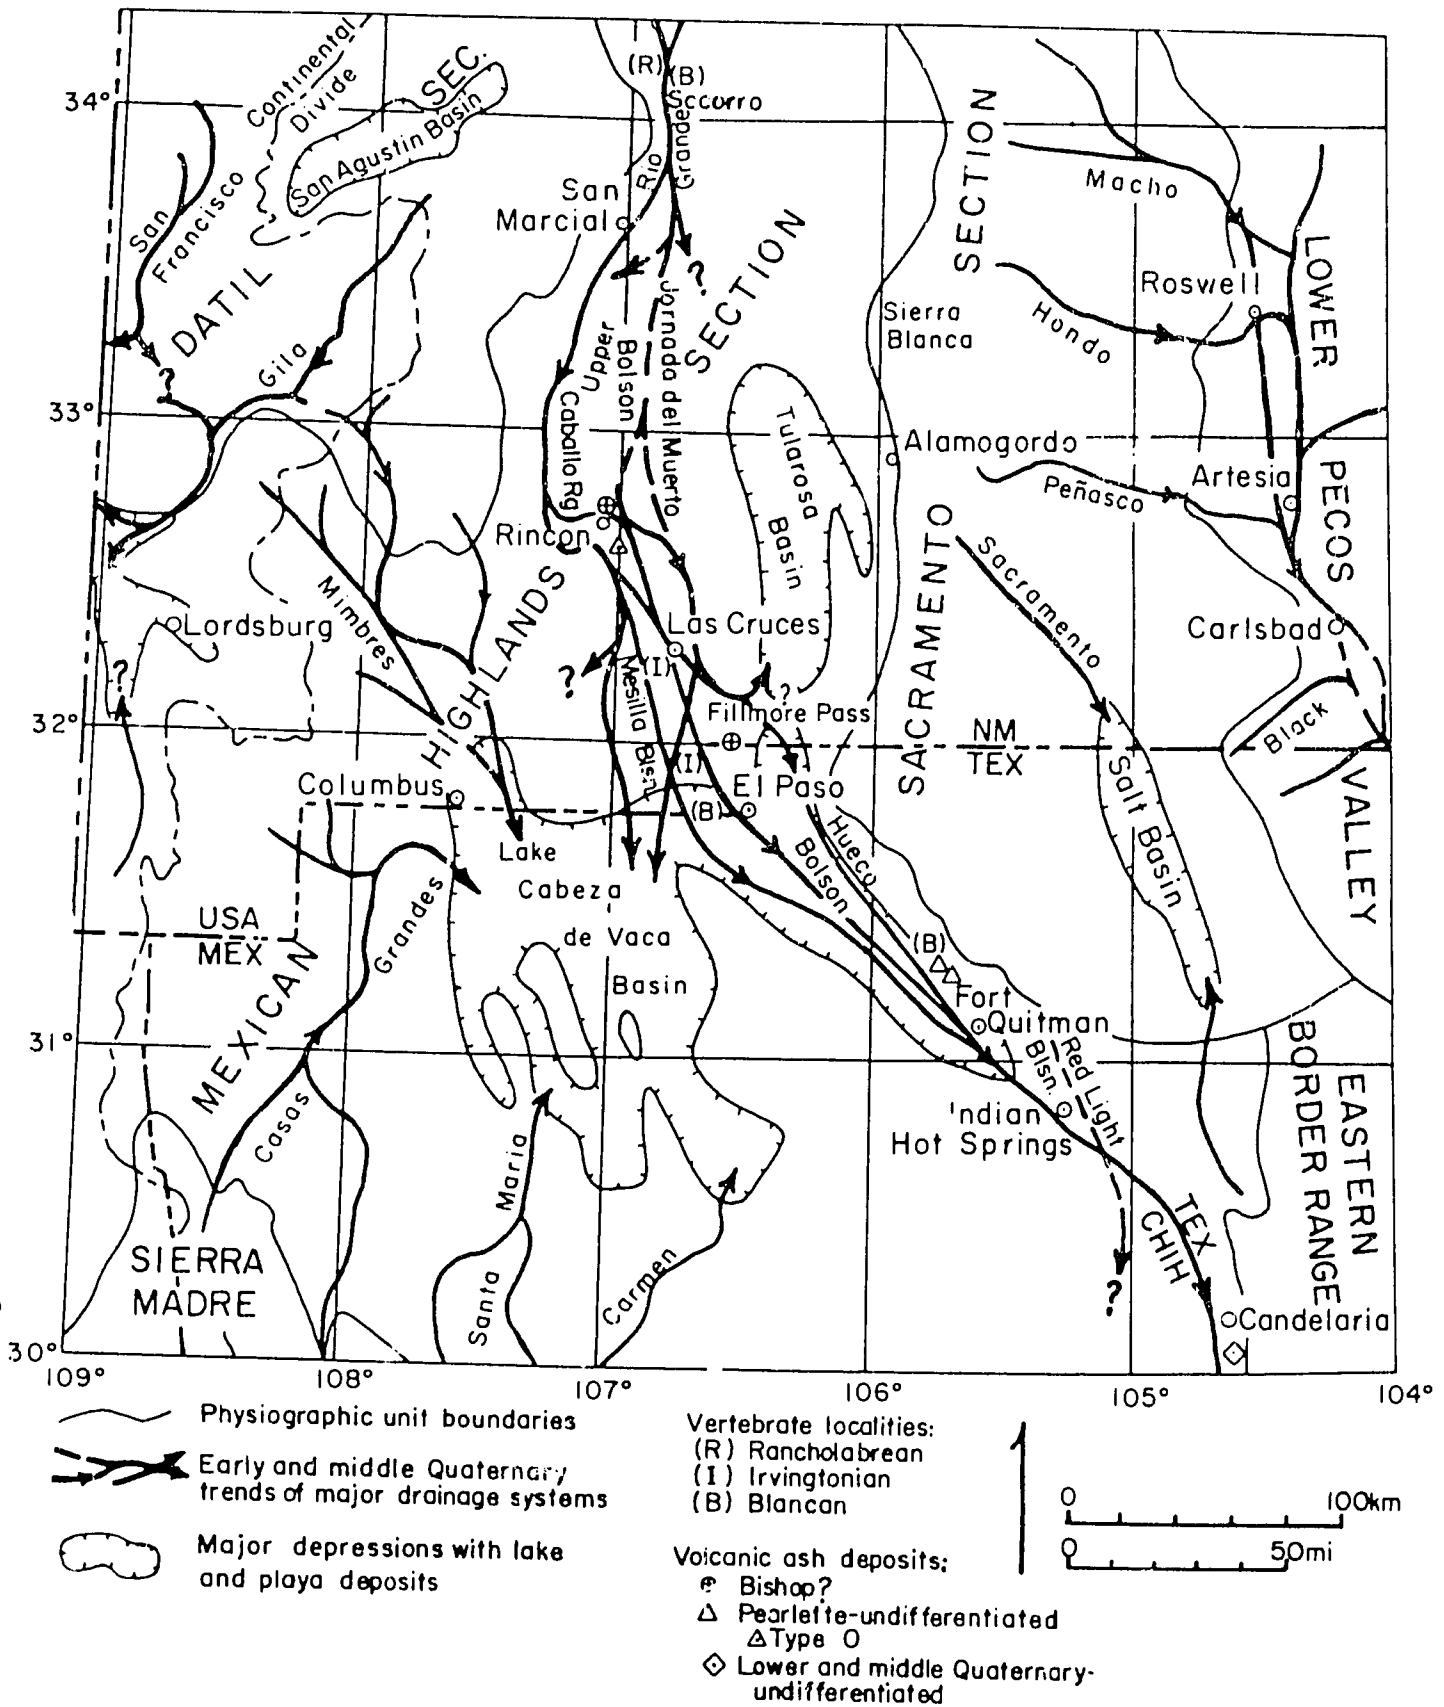 Continental
Divide
SEC.
San Agustin Basin
34°
(R)
(B)
Socorro
Rio
Grande
San
Marcial
San
Francisco
DATIL
SECTION
SECTION
Macho
LOWER
Roswell
Hondo
Sierra
Blanca
?
?
Gila
Upper
Bolson
Jornada del Muerto
Caballo Rg
33°
Tularosa
Basin
Alamogordo
Artesia
Peñasco
PECOS
Rincon
SACRAMENTO
Sacramento
Mimbres
HIGHLANDS
Lordsburg
Las Cruces
Carlsbad
?
?
(I)
Mesilla Blsn.
?
Fillmore Pass
32°
NM
TEX
Black
(I)
El Paso
Columbus
(B)
Salt Basin
VALLEY
Lake
Cabeza
de Vaca
Basin
Hueco
Bolson
USA
MEX
Grandes
(B)
Fort
Quitman
31°
MEXICAN
Casas
Red Light
Blsn.
BORDER RANGE
EASTERN
'ndian
Hot Springs
Maria
Santa
Carmen
SIERRA
MADRE
TEX
CHIH
?
Candelaria
30°
109°
108°
107°
106°
105°
104°
Physiographic unit boundaries
Early and middle Quaternary
trends of major drainage systems
Major depressions with lake
and playa deposits
Vertebrate localities:
(R) Rancholabrean
(I) Irvingtonian
(B) Blancan
Volcanic ash deposits:
Bishop?
Pearlette-undifferentiated
Type O
Lower and middle Quaternary-
undifferentiated
0
100km
0
50mi